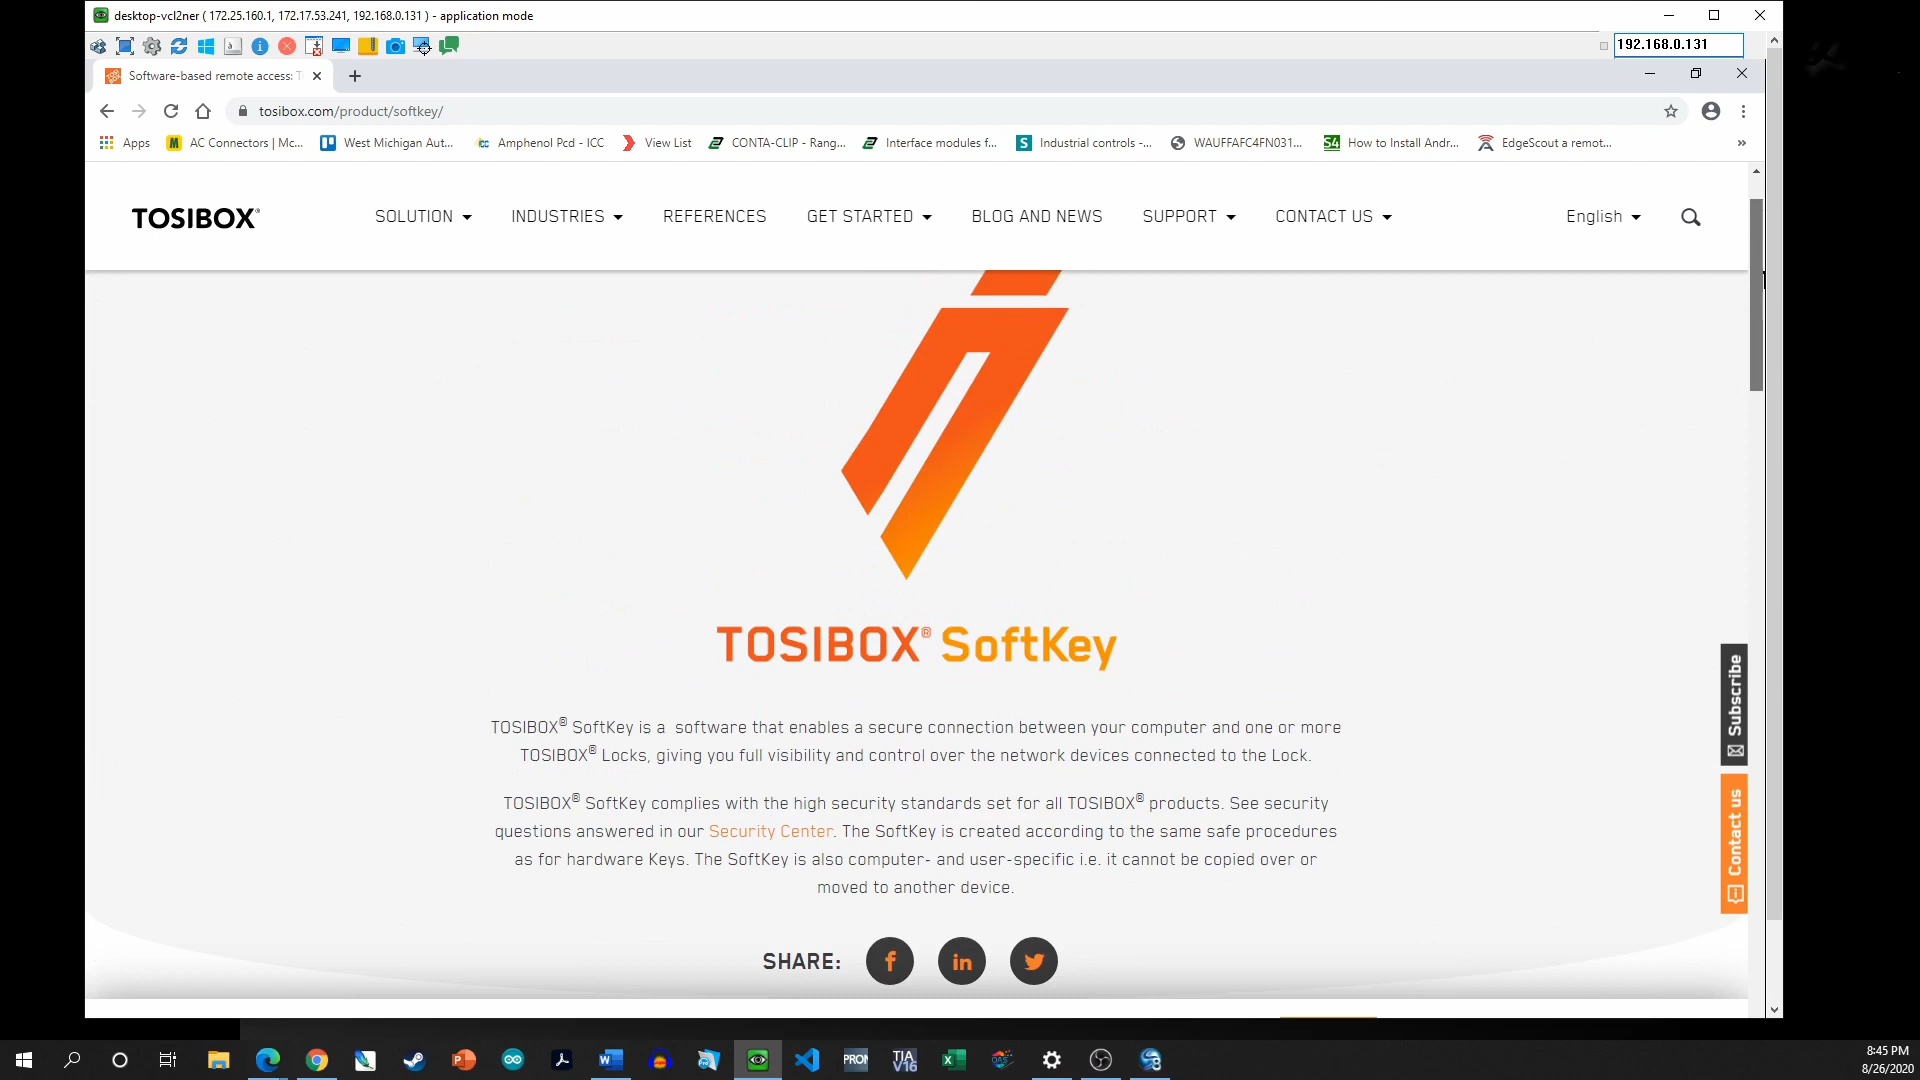 desktop-vcl2ner ( 172.25.160.1, 172.17.53.241, 192.168.0.131 ) - application mode
192.168.0.131
Software-based remote access: T
tosibox.com/product/softkey/
Apps AC Connectors | Mc... West Michigan Aut... Amphenol Pcd - ICC View List CONTA-CLIP - Rang... Interface modules f... Industrial controls -... WAUFFAFC4FN031... How to Install Andr... EdgeScout a remot... »
TOSIBOX® SOLUTION INDUSTRIES REFERENCES GET STARTED BLOG AND NEWS SUPPORT CONTACT US English
TOSIBOX® SoftKey
TOSIBOX® SoftKey is a software that enables a secure connection between your computer and one or more
TOSIBOX® Locks, giving you full visibility and control over the network devices connected to the Lock.
TOSIBOX® SoftKey complies with the high security standards set for all TOSIBOX® products. See security
questions answered in our Security Center. The SoftKey is created according to the same safe procedures
as for hardware Keys. The SoftKey is also computer- and user-specific i.e. it cannot be copied over or
moved to another device.
Subscribe
Contact us
SHARE:
PRON
TIA
V16
8:45 PM
8/26/2020